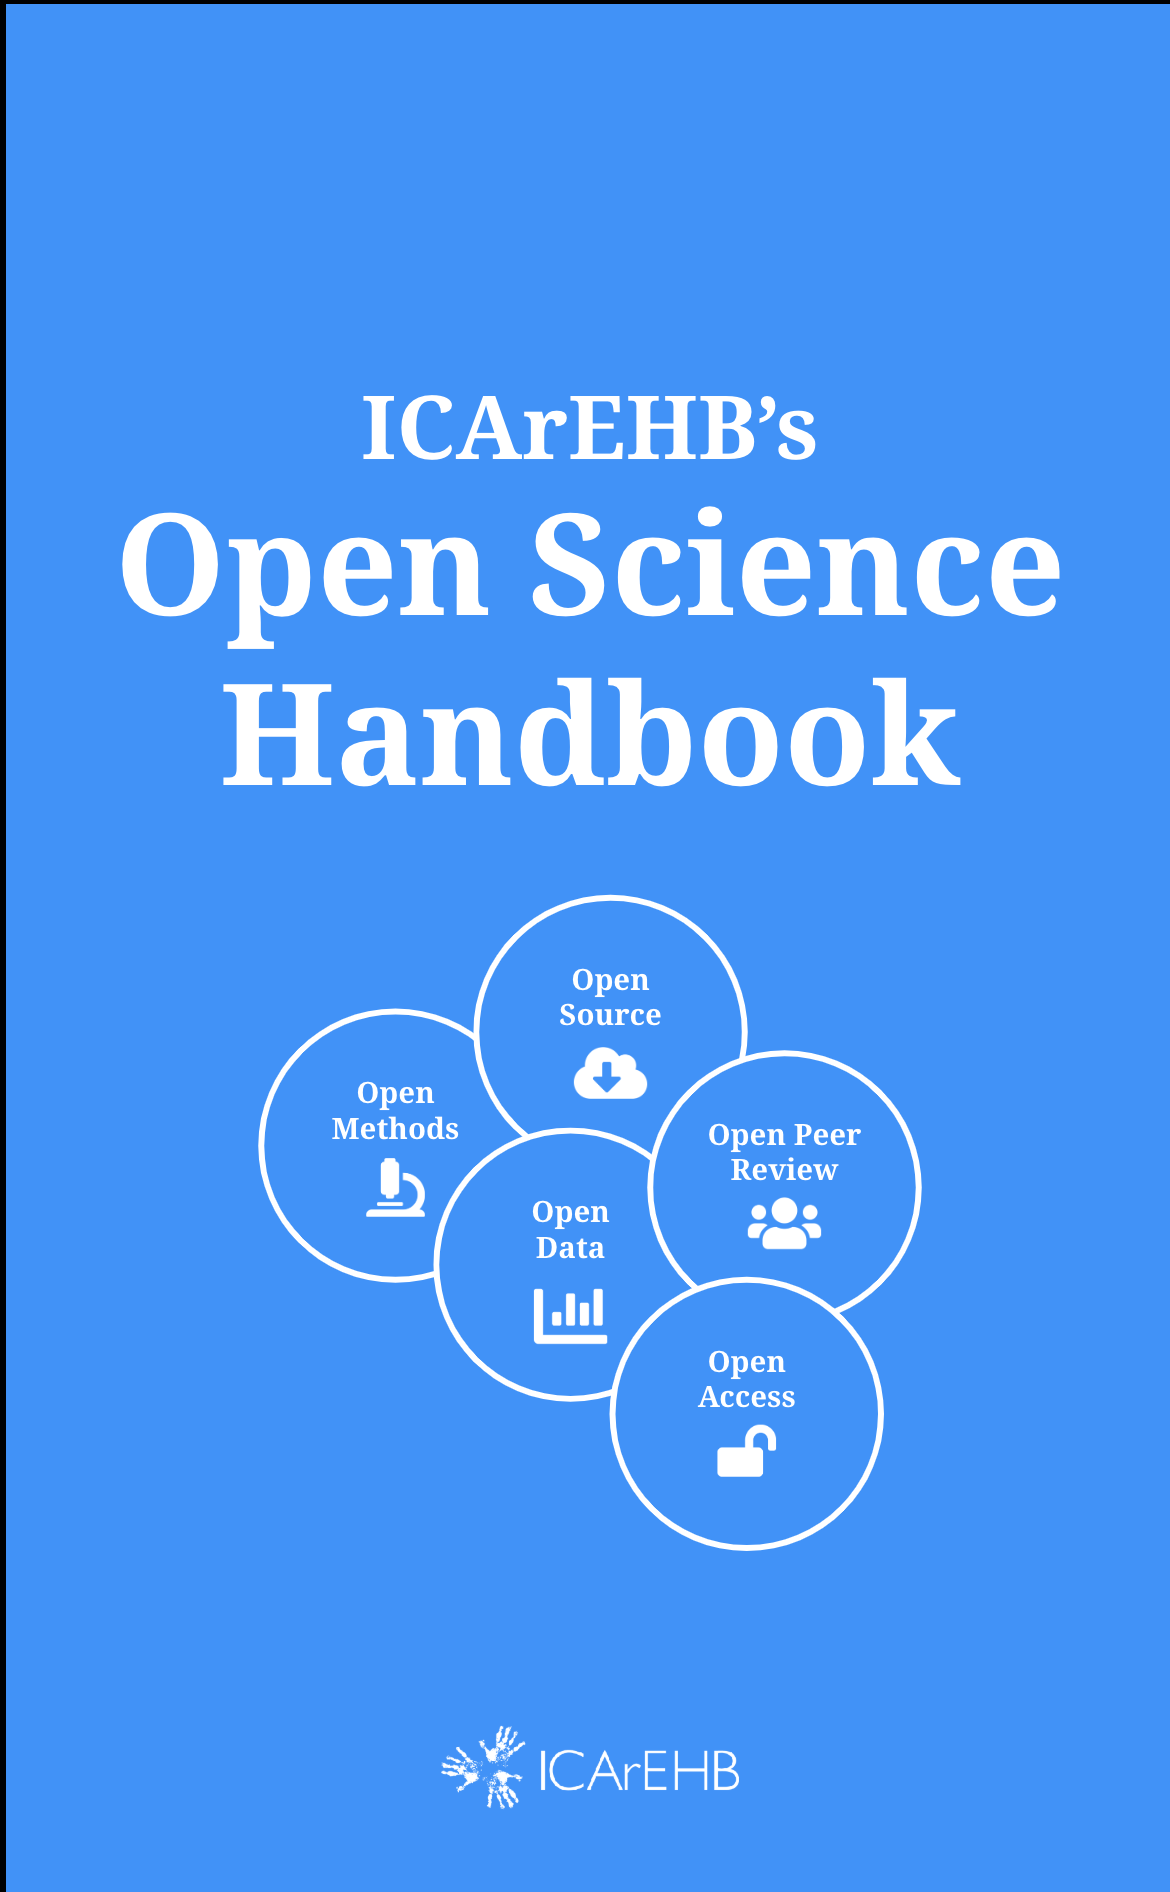 ICArEHB’s
Open Science
Handbook
Open
Source
Open
Methods
Open Peer
Review
Open
Data
Open
Access
ICArEHB